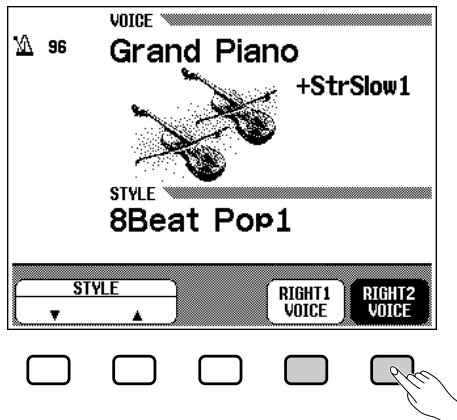 VOICE
96
Grand Piano
+StrSlow1
STYLE
8Beat Pop1
STYLE
▼ ▲
RIGHT1
VOICE
RIGHT2
VOICE